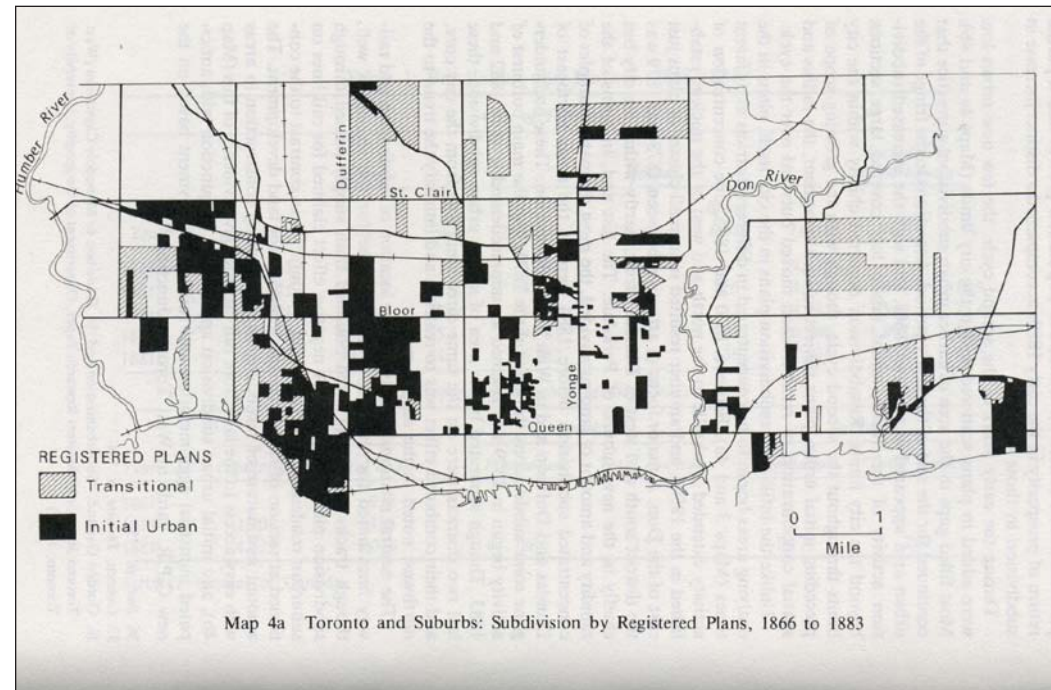 Humber River
Dufferin
St. Clair
Don River
Bloor
Yonge
Queen
REGISTERED PLANS
Transitional
Initial Urban
0 1
Mile
Map 4a Toronto and Suburbs: Subdivision by Registered Plans, 1866 to 1883